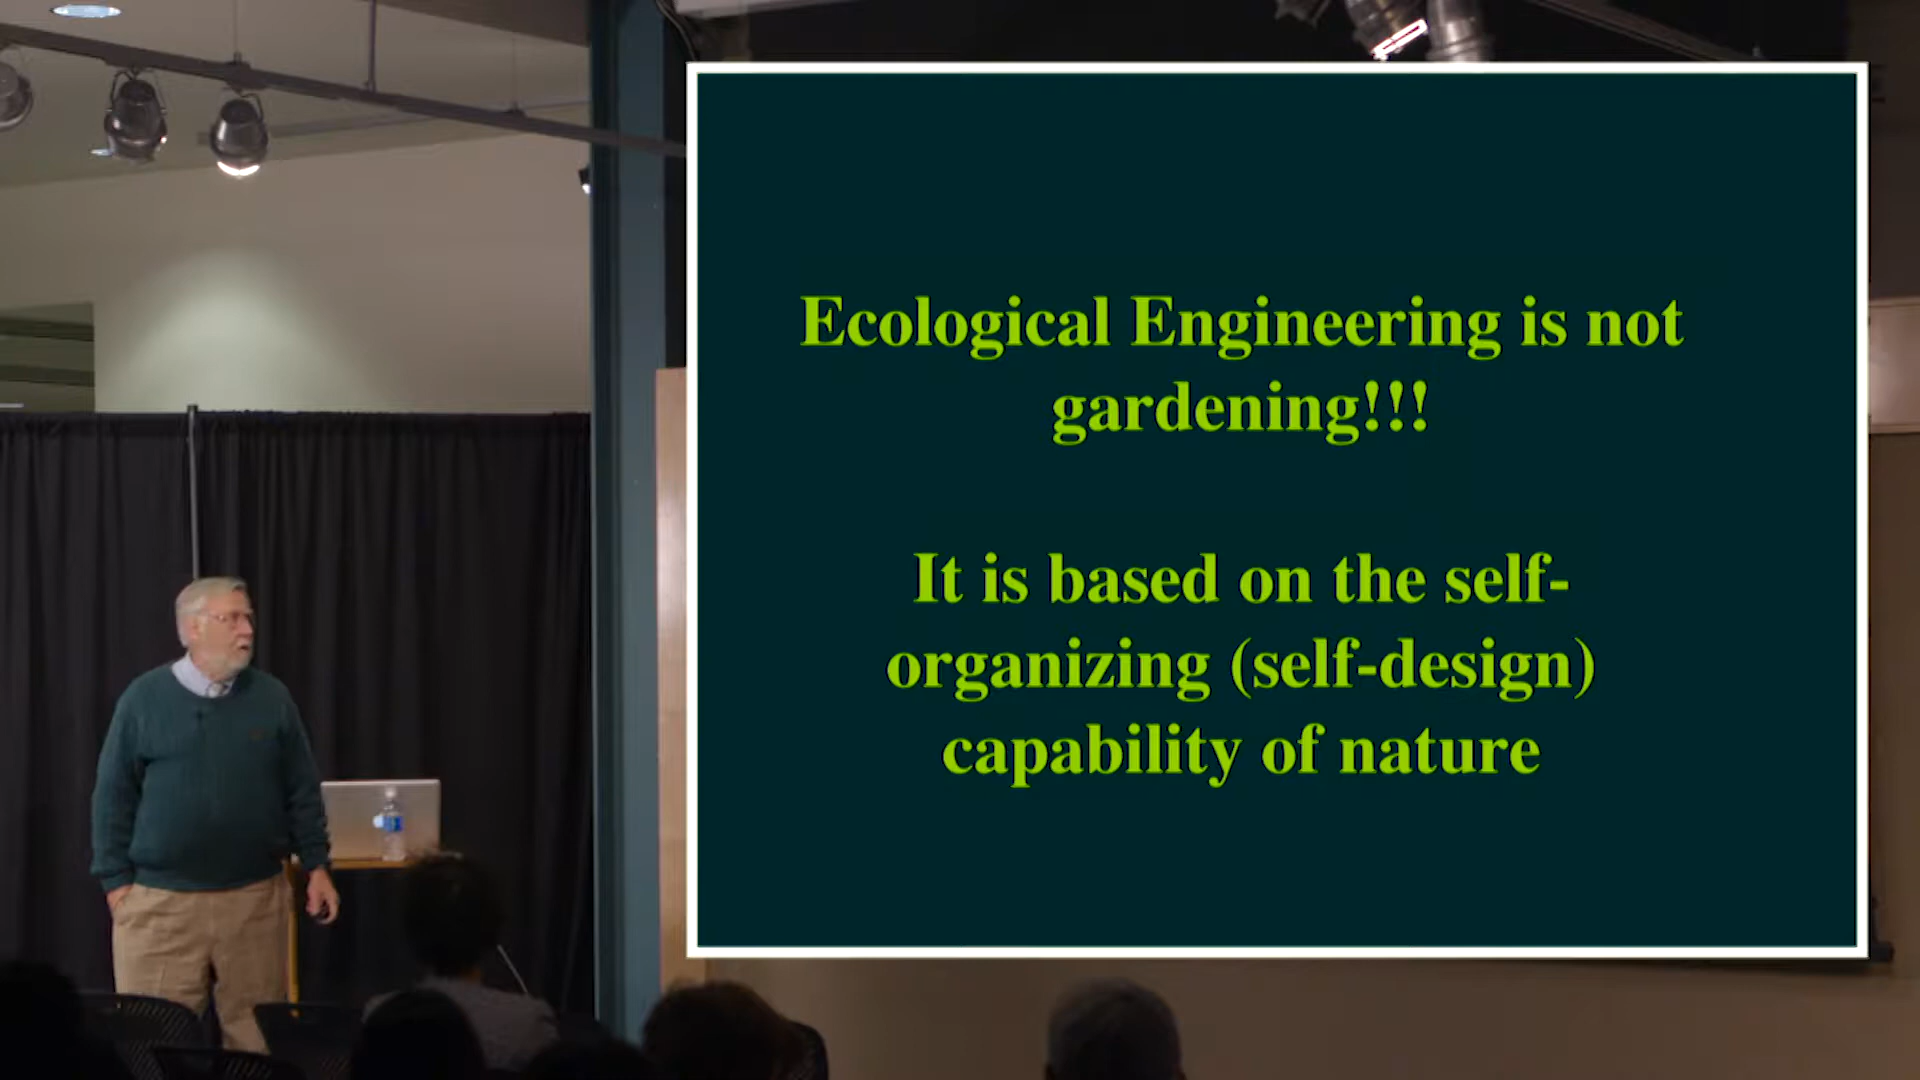 Ecological Engineering is not
gardening!!!
It is based on the self-
organizing (self-design)
capability of nature